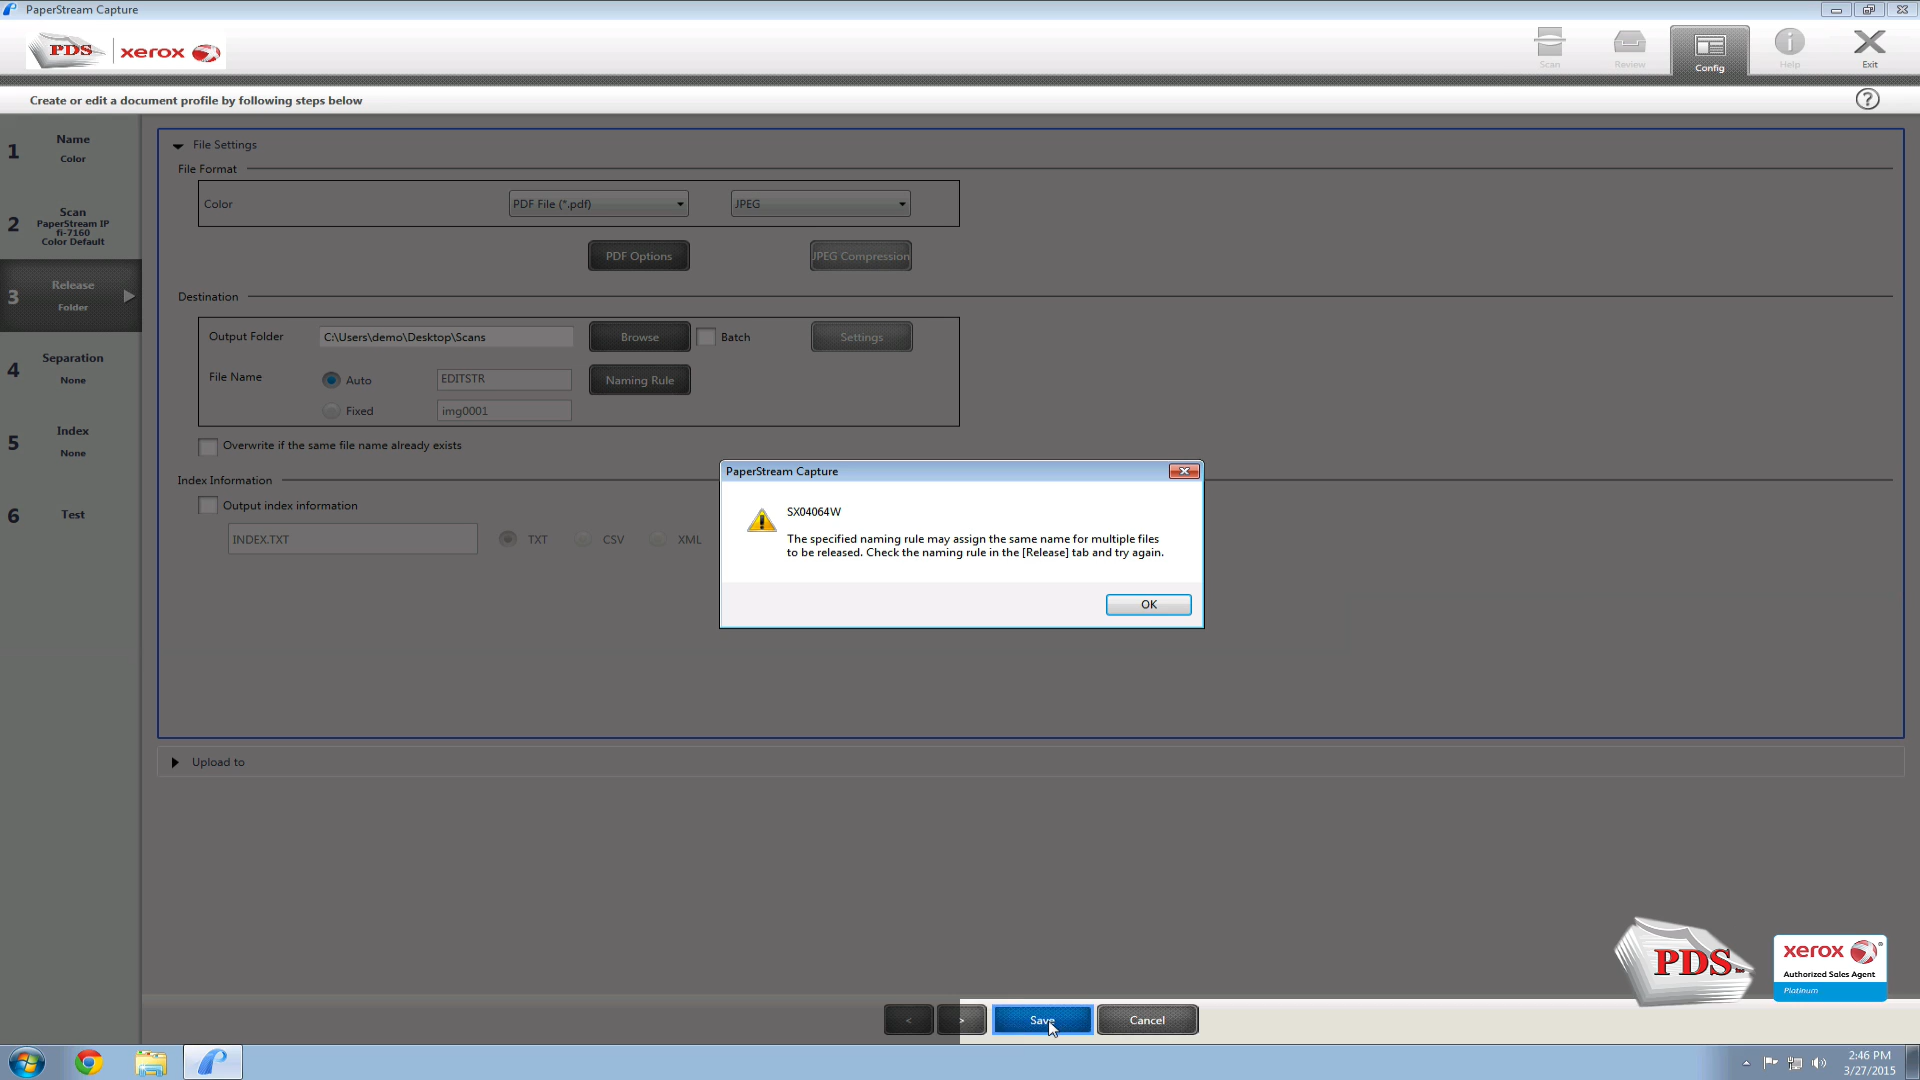 PaperStream Capture
PDS
xerox
Scan
Review
Config
Help
Exit
Create or edit a document profile by following steps below
1
Name
Color
2
Scan
PaperStream IP
fi-7160
Color Default
3
Release
Folder
4
Separation
None
5
Index
None
6
Test
File Settings
File Format
Color
PDF File (*.pdf)
JPEG
PDF Options
JPEG Compression
Destination
Output Folder
C:\Users\demo\Desktop\Scans
Browse
Batch
Settings
File Name
Auto
EDITSTR
Naming Rule
Fixed
img0001
Overwrite if the same file name already exists
Index Information
Output index information
INDEX.TXT
TXT
CSV
XML
PaperStream Capture
SX04064W
The specified naming rule may assign the same name for multiple files
to be released. Check the naming rule in the [Release] tab and try again.
OK
Upload to
PDS
xerox
Authorized Sales Agent
Platinum
<
>
Save
Cancel
2:46 PM
3/27/2015